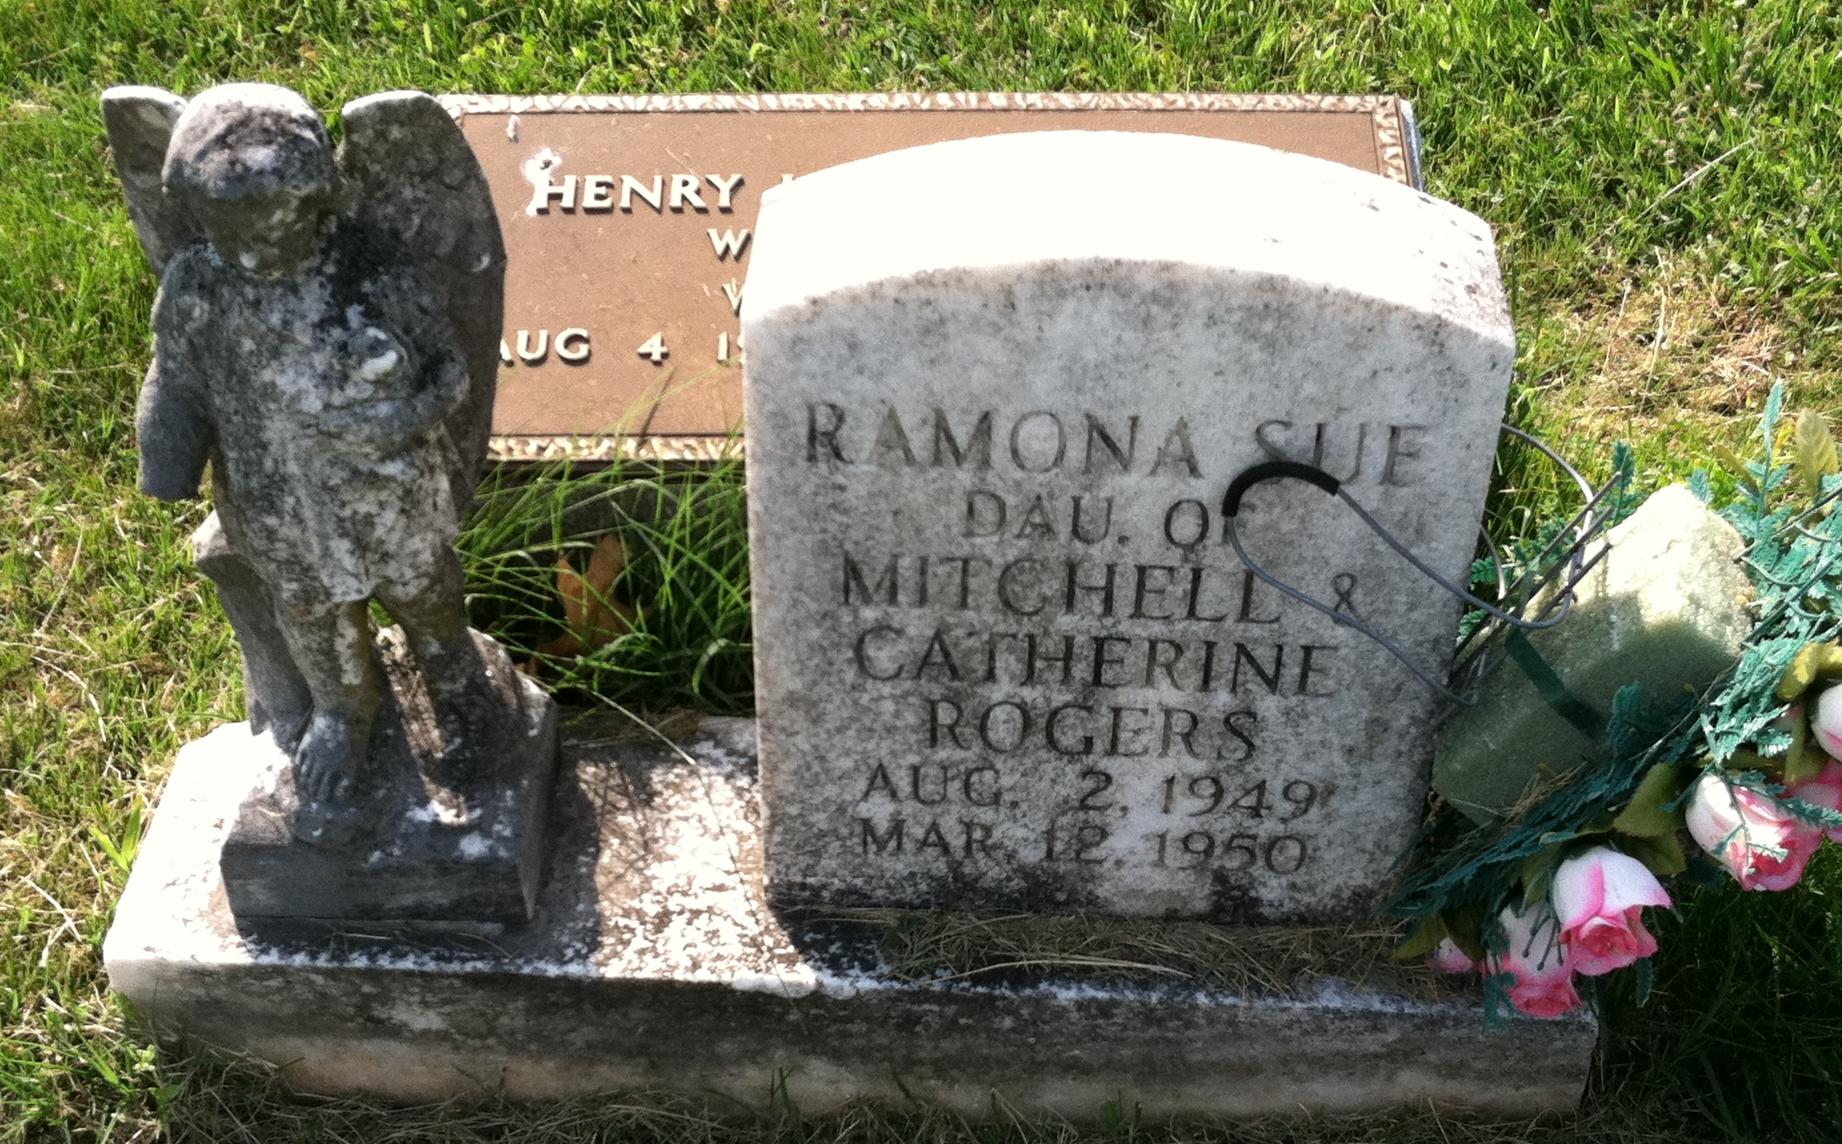 HENRY
AUG 4
RAMONA SUE
DAU. OF
MITCHELL &
CATHERINE
ROGERS
AUG. 2, 1949
MAR. 12, 1950